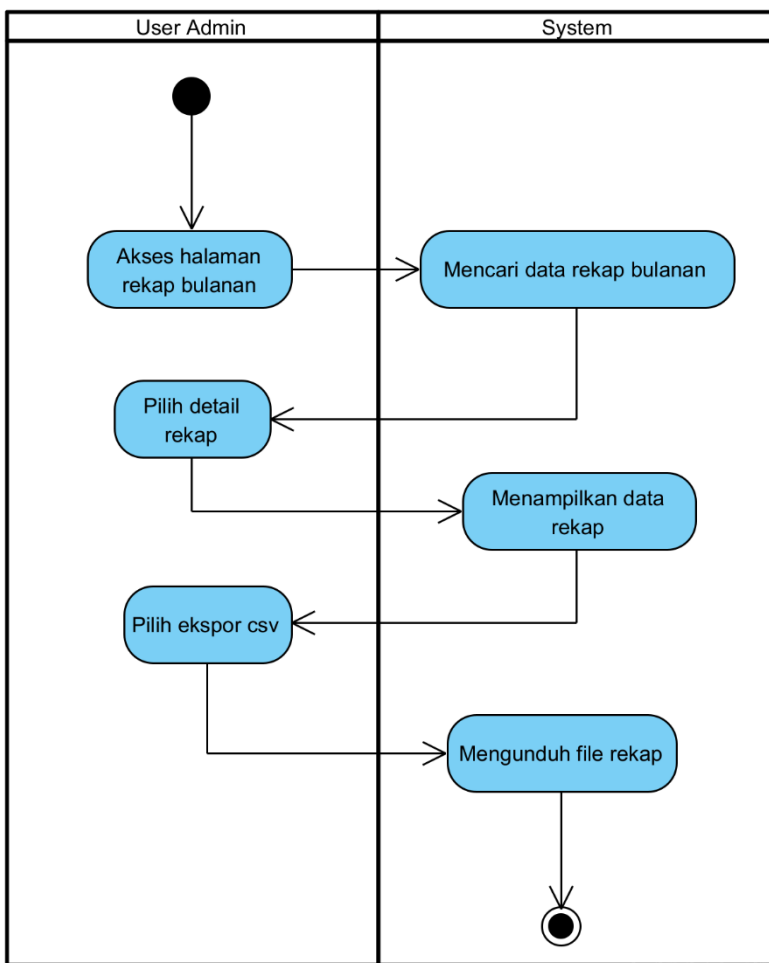 User Admin
System
Akses halaman
rekap bulanan
Mencari data rekap bulanan
Pilih detail
rekap
Menampilkan data
rekap
Pilih ekspor csv
Mengunduh file rekap